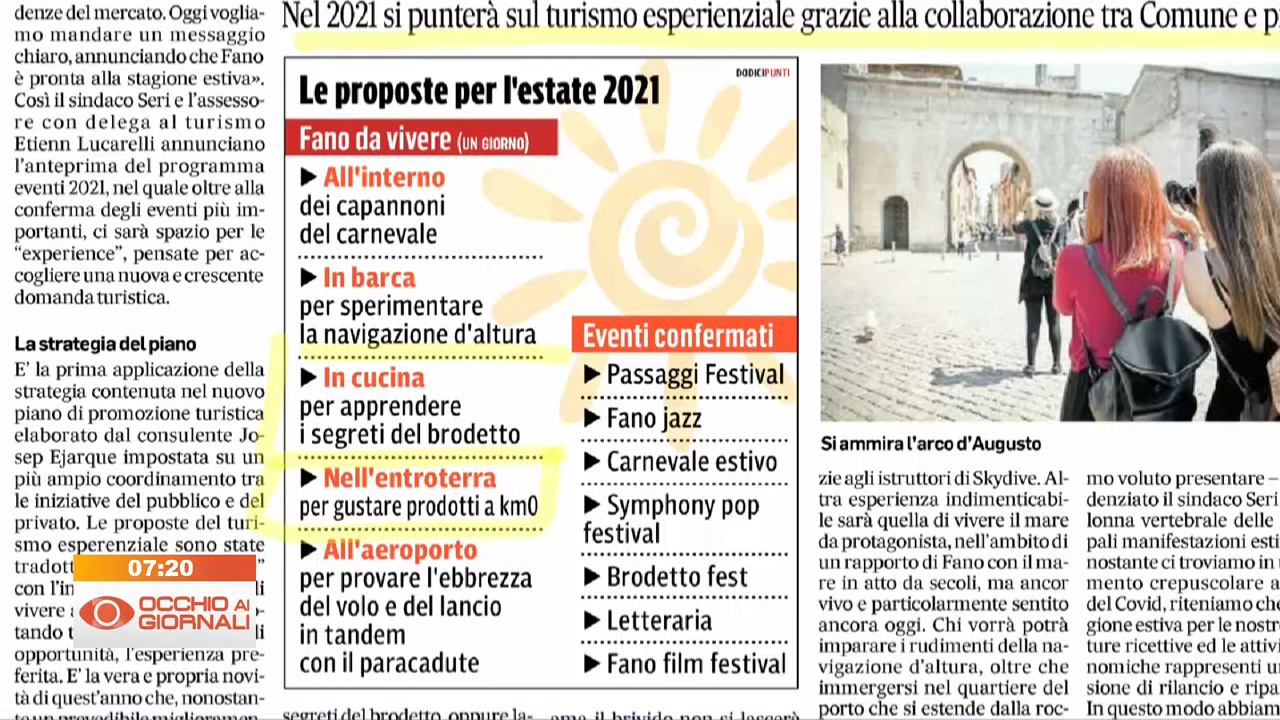 Nel 2021 si punterà sul turismo esperienziale grazie alla collaborazione tra Comune e
denze del mercato. Oggi voglia-
mo mandare un messaggio
chiaro, annunciando che Fano
è pronta alla stagione estiva».
Così il sindaco Seri e l'assesso-
re con delega al turismo
Etienn Lucarelli annunciano
l'anteprima del programma
eventi 2021, nel quale oltre alla
conferma degli eventi più im-
portanti, ci sarà spazio per le
“experience”, pensate per ac-
cogliere una nuova e crescente
domanda turistica.
La strategia del piano
E' la prima applicazione della
strategia contenuta nel nuovo
piano di promozione turistica
elaborato dal consulente Jo-
sep Ejarque impostata su un
più ampio coordinamento tra
le iniziative del pubblico e del
privato. Le proposte del turi-
smo esperenziale sono state
con
vivere
opportunità, l'esperienza pre-
ferita. E' la vera e propria novi-
tà di quest'anno che, nonostan-
07:20
OCCHIO AI
GIORNALI
DODICIPUNTI
Le proposte per l'estate 2021
Fano da vivere (UN GIORNO)
▶ All'interno
dei capannoni
del carnevale
▶ In barca
per sperimentare
la navigazione d'altura
▶ In cucina
per apprendere
i segreti del brodetto
▶ Nell'entroterra
per gustare prodotti a km0
▶ All'aeroporto
per provare l'ebbrezza
del volo e del lancio
in tandem
con il paracadute
Eventi confermati
▶ Passaggi Festival
▶ Fano jazz
▶ Carnevale estivo
▶ Symphony pop
festival
▶ Brodetto fest
▶ Letteraria
▶ Fano film festival
segreti del brodetto, oppure la-
Si ammira l'arco d'Augusto
zie agli istruttori di Skydive. Al-
tra esperienza indimenticabi-
le sarà quella di vivere il mare
da protagonista, nell'ambito di
un rapporto di Fano con il ma-
re in atto da secoli, ma ancor
vivo e particolarmente sentito
ancora oggi. Chi vorrà potrà
imparare i rudimenti della na-
vigazione d'altura, oltre che
immergersi nel quartiere del
porto che si estende dalla roc-
mo voluto presentare –
denziato il sindaco Seri
lonna vertebrale delle
pali manifestazioni esti
nostante ci troviamo in
mento crepuscolare a
del Covid, riteniamo che
gione estiva per le nostr
ture ricettive ed le attivi
nomiche rappresenti u
sione di rilancio e ripa
In questo modo abbiam